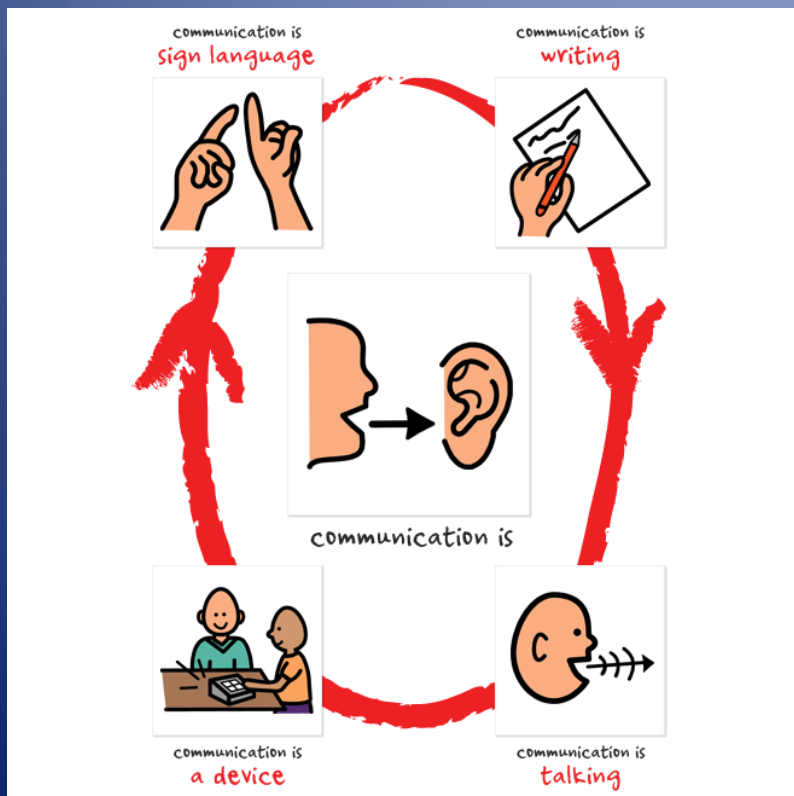 communication is
sign language
communication is
writing
communication is
communication is
a device
communication is
talking